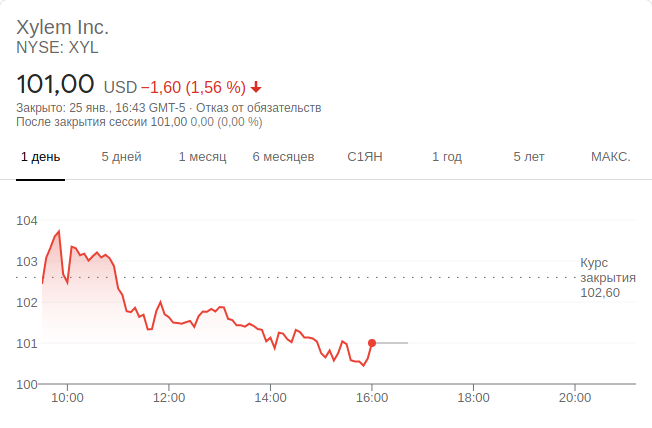 Xylem Inc.
NYSE: XYL
101,00 USD −1,60 (1,56 %)
Закрыто: 25 янв., 16:43 GMT-5 · Отказ от обязательств
После закрытия сессии 101,00 0,00 (0,00 %)
1 день 5 дней 1 месяц 6 месяцев С1ЯН 1 год 5 лет МАКС.
104
103
Курс
закрытия
102,60
102
101
100
10:00 12:00 14:00 16:00 18:00 20:00